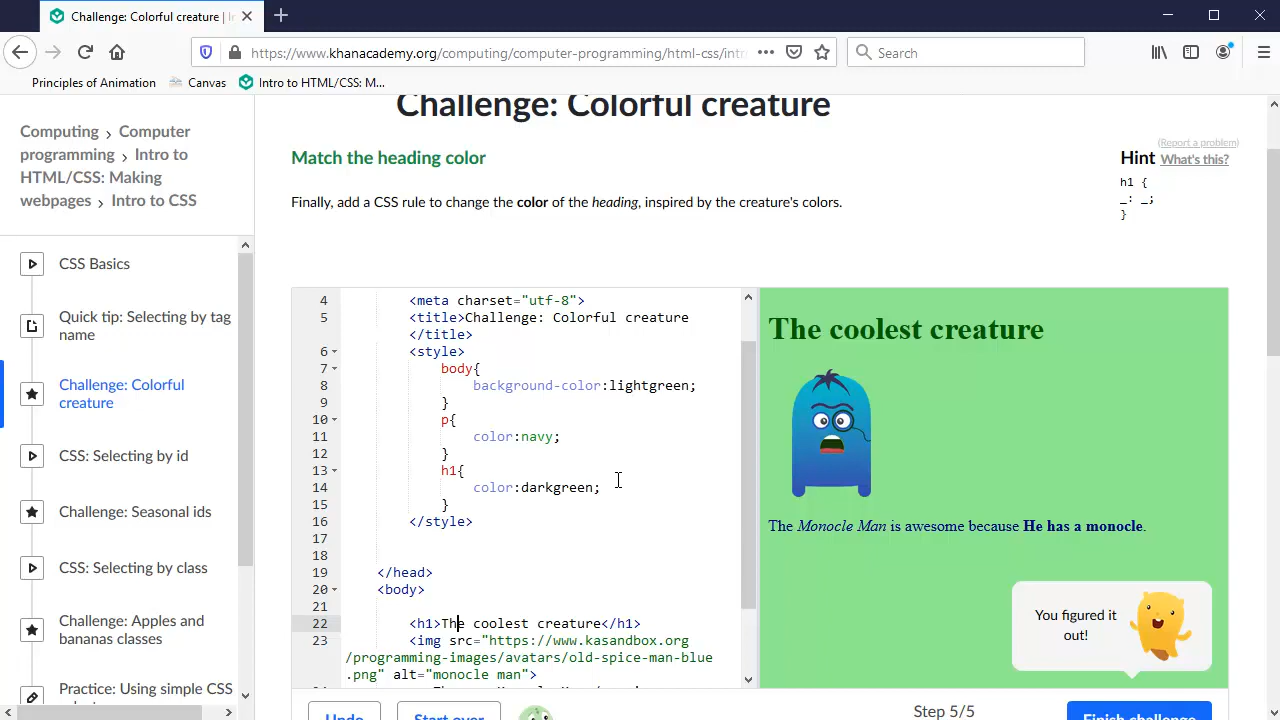 Challenge: Colorful creature | In
https://www.khanacademy.org/computing/computer-programming/html-css/intr
Search
Principles of Animation
Canvas
Intro to HTML/CSS: M...
Computing > Computer
programming > Intro to
HTML/CSS: Making
webpages > Intro to CSS
CSS Basics
Quick tip: Selecting by tag
name
Challenge: Colorful
creature
CSS: Selecting by id
Challenge: Seasonal ids
CSS: Selecting by class
Challenge: Apples and
bananas classes
Practice: Using simple CSS
Challenge: Colorful creature
Match the heading color
Finally, add a CSS rule to change the color of the heading, inspired by the creature's colors.
(Report a problem)
Hint What's this?
h1 {
_: _;
}
4 <meta charset="utf-8">
5 <title>Challenge: Colorful creature
</title>
6 <style>
7 body{
8 background-color:lightgreen;
9 }
10 p{
11 color:navy;
12 }
13 h1{
14 color:darkgreen;
15 }
16 </style>
17
18
19 </head>
20 <body>
21
22 <h1>The coolest creature</h1>
23 <img src="https://www.kasandbox.org
/programming-images/avatars/old-spice-man-blue
.png" alt="monocle man">
The coolest creature
The Monocle Man is awesome because He has a monocle.
You figured it
out!
Undo
Start over
Step 5/5
Finish challenge